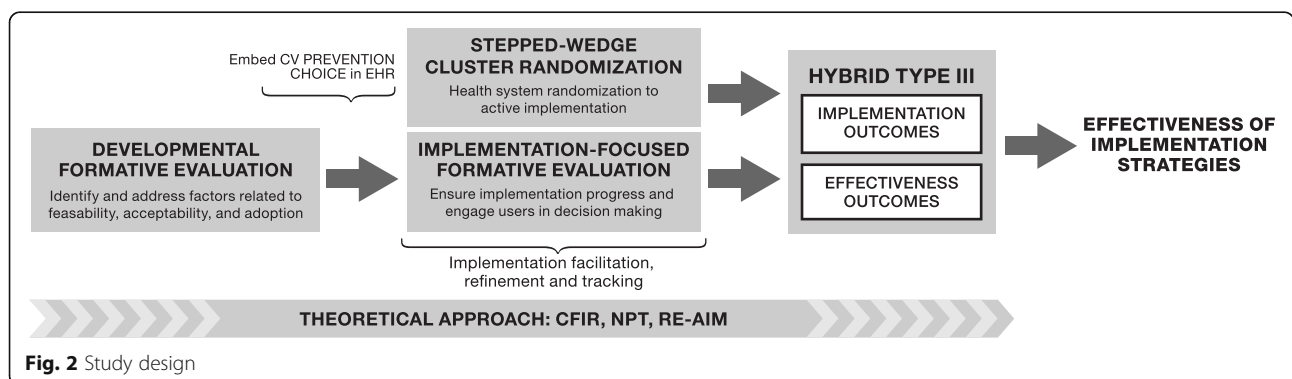 Embed CV PREVENTION
CHOICE in EHR
STEPPED-WEDGE
CLUSTER RANDOMIZATION
Health system randomization to
active implementation
DEVELOPMENTAL
FORMATIVE EVALUATION
Identify and address factors related to
feasability, acceptability, and adoption
IMPLEMENTATION-FOCUSED
FORMATIVE EVALUATION
Ensure implementation progress and
engage users in decision making
Implementation facilitation,
refinement and tracking
HYBRID TYPE III
IMPLEMENTATION
OUTCOMES
EFFECTIVENESS
OUTCOMES
EFFECTIVENESS OF
IMPLEMENTATION
STRATEGIES
THEORETICAL APPROACH: CFIR, NPT, RE-AIM
Fig. 2 Study design